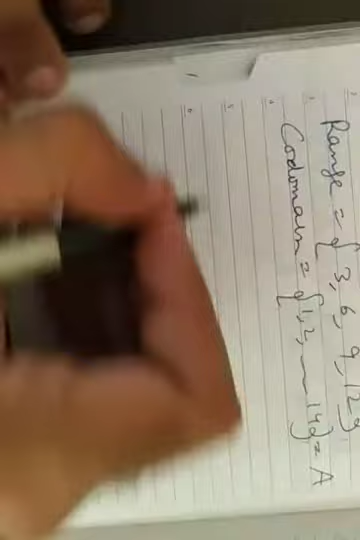 Range = {3, 6, 9, 12}
Codomain = {1, 2, — 14} = A